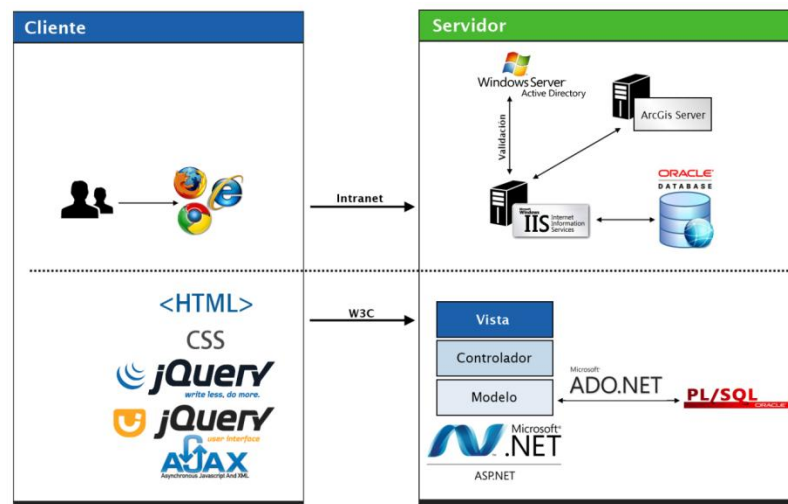 Cliente
Servidor
Windows Server
Active Directory
Validación
ArcGis Server
ORACLE
DATABASE
Intranet
Microsoft
Windows
IIS
Internet
Information
Services
<HTML>
CSS
jQuery
write less, do more.
jQuery
user interface
AJAX
Asynchronous Javascript And XML
W3C
Vista
Controlador
Modelo
Microsoft
ADO.NET
PL/SQL
ORACLE
Microsoft
.NET
ASP.NET